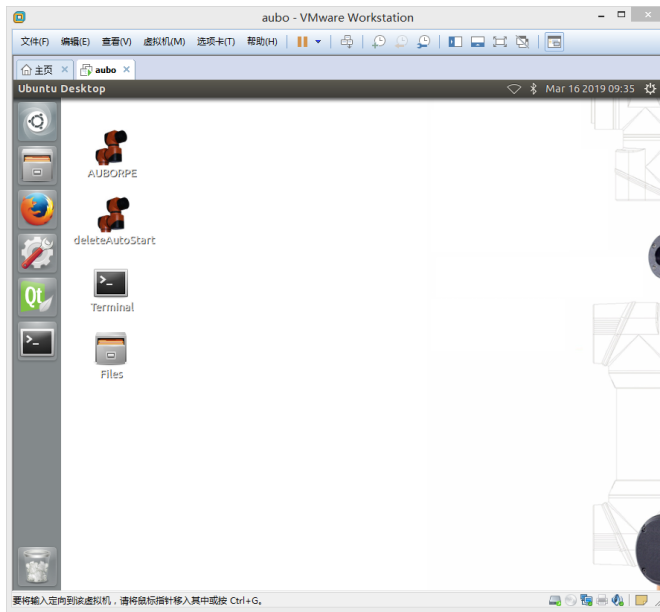 aubo - VMware Workstation
文件(F) 编辑(E) 查看(V) 虚拟机(M) 选项卡(T) 帮助(H)
主页 aubo
Ubuntu Desktop Mar 16 2019 09:35
AUBORPE
deleteAutoStart
Qt
>_
Terminal
>_
Files
要将输入定向到该虚拟机，请将鼠标指针移入其中或按 Ctrl+G。